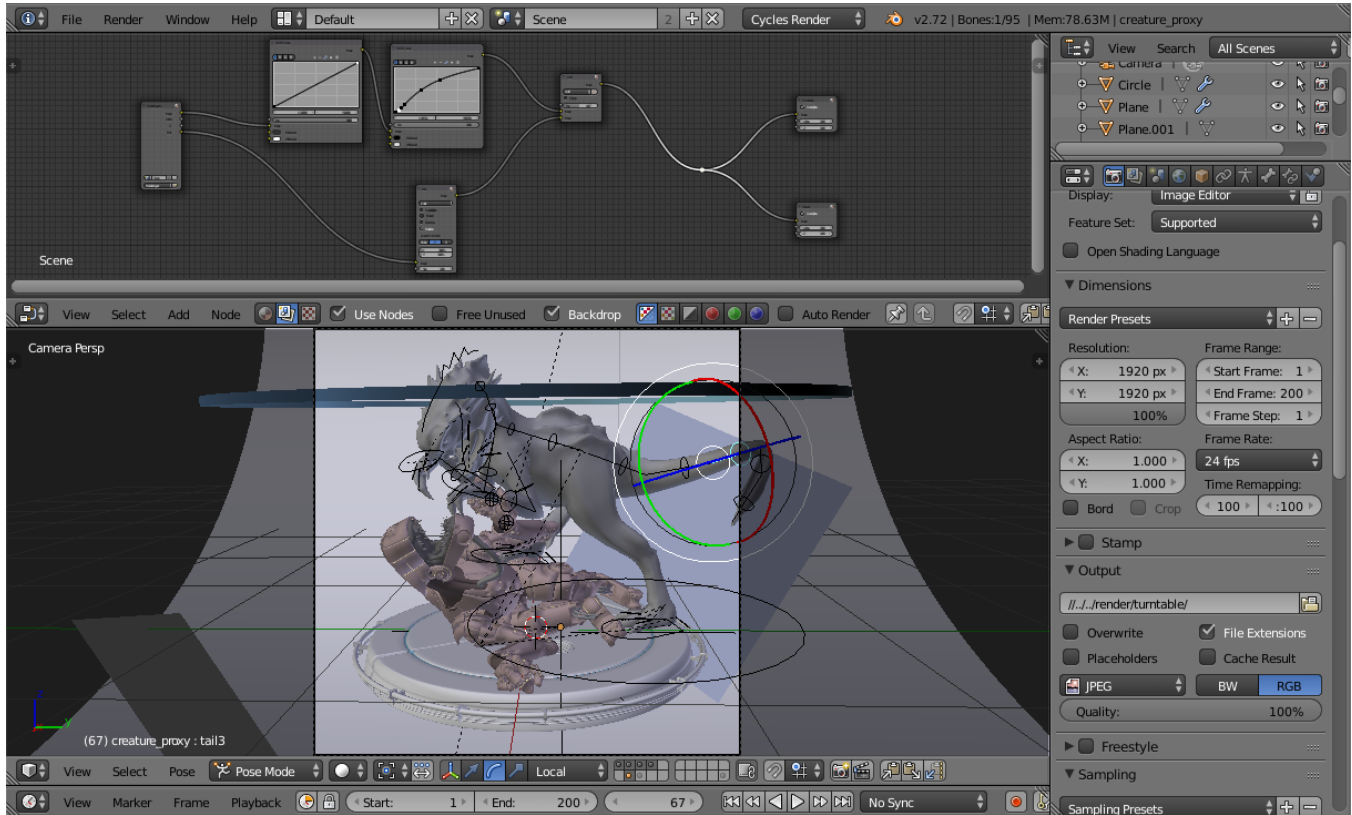 File Render Window Help Default Scene 2 Cycles Render v2.72 | Bones:1/95 | Mem:78.63M | creature_proxy
View Search All Scenes
Camera
Circle
Plane
Plane.001
Scene
View Select Add Node Use Nodes Free Unused Backdrop Auto Render
Camera Persp
(67) creature_proxy : tail3
View Select Pose Pose Mode Local
View Marker Frame Playback Start: 1 End: 200 67 No Sync
Display: Image Editor
Feature Set: Supported
Open Shading Language
Dimensions
Render Presets
Resolution: Frame Range:
X: 1920 px Start Frame: 1
Y: 1920 px End Frame: 200
100% Frame Step: 1
Aspect Ratio: Frame Rate:
X: 1.000 24 fps
Y: 1.000 Time Remapping:
Bord Crop 100 :100
Stamp
Output
//../../render/turntable/
Overwrite File Extensions
Placeholders Cache Result
JPEG BW RGB
Quality: 100%
Freestyle
Sampling
Sampling Presets